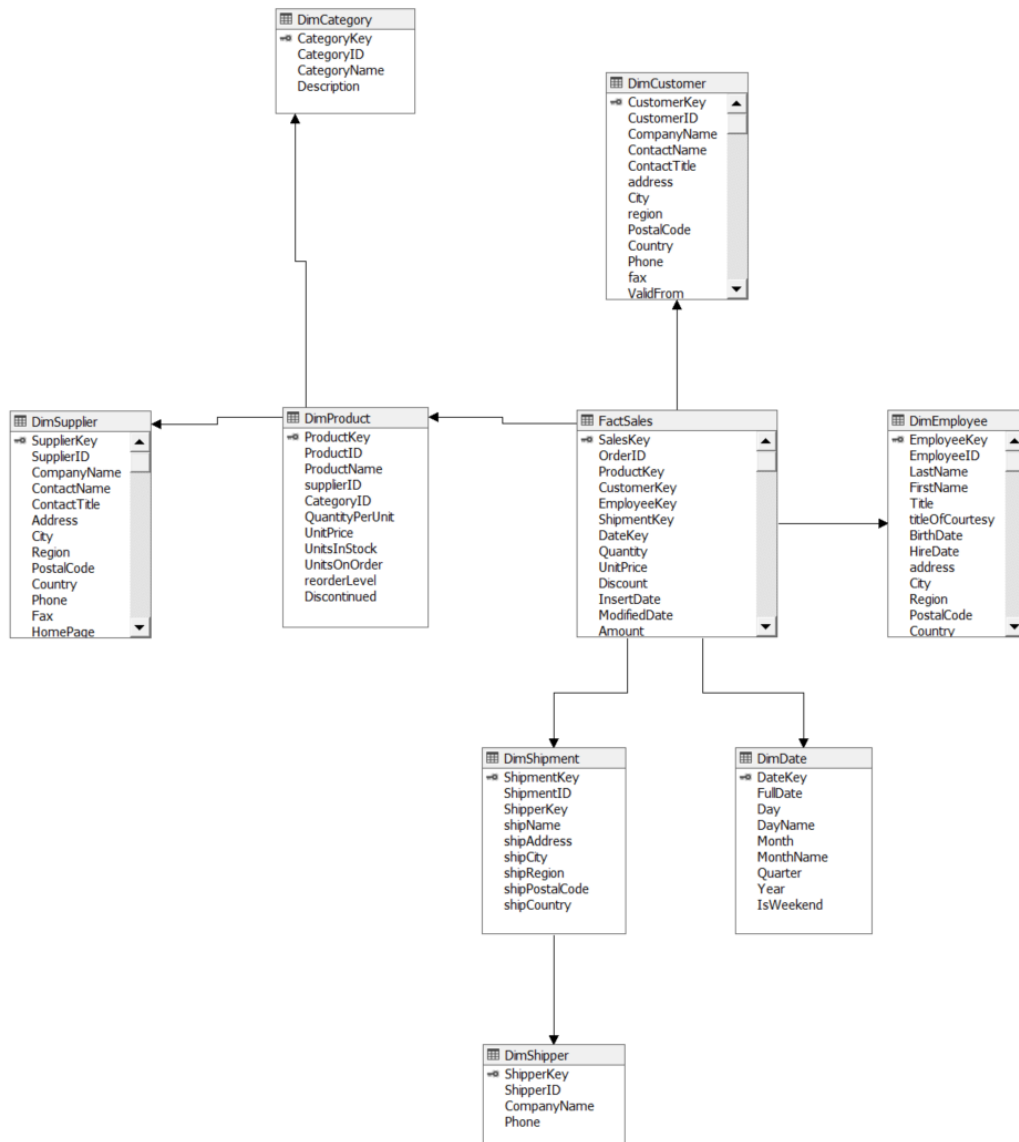 DimCategory
CategoryKey
CategoryID
CategoryName
Description
DimCustomer
CustomerKey
CustomerID
CompanyName
ContactName
ContactTitle
address
City
region
PostalCode
Country
Phone
fax
ValidFrom
DimSupplier
SupplierKey
SupplierID
CompanyName
ContactName
ContactTitle
Address
City
Region
PostalCode
Country
Phone
Fax
HomePage
DimProduct
ProductKey
ProductID
ProductName
supplierID
CategoryID
QuantityPerUnit
UnitPrice
UnitsInStock
UnitsOnOrder
reorderLevel
Discontinued
FactSales
SalesKey
OrderID
ProductKey
CustomerKey
EmployeeKey
ShipmentKey
DateKey
Quantity
UnitPrice
Discount
InsertDate
ModifiedDate
Amount
DimEmployee
EmployeeKey
EmployeeID
LastName
FirstName
Title
titleOfCourtesy
BirthDate
HireDate
address
City
Region
PostalCode
Country
DimShipment
ShipmentKey
ShipmentID
ShipperKey
shipName
shipAddress
shipCity
shipRegion
shipPostalCode
shipCountry
DimDate
DateKey
FullDate
Day
DayName
Month
MonthName
Quarter
Year
IsWeekend
DimShipper
ShipperKey
ShipperID
CompanyName
Phone